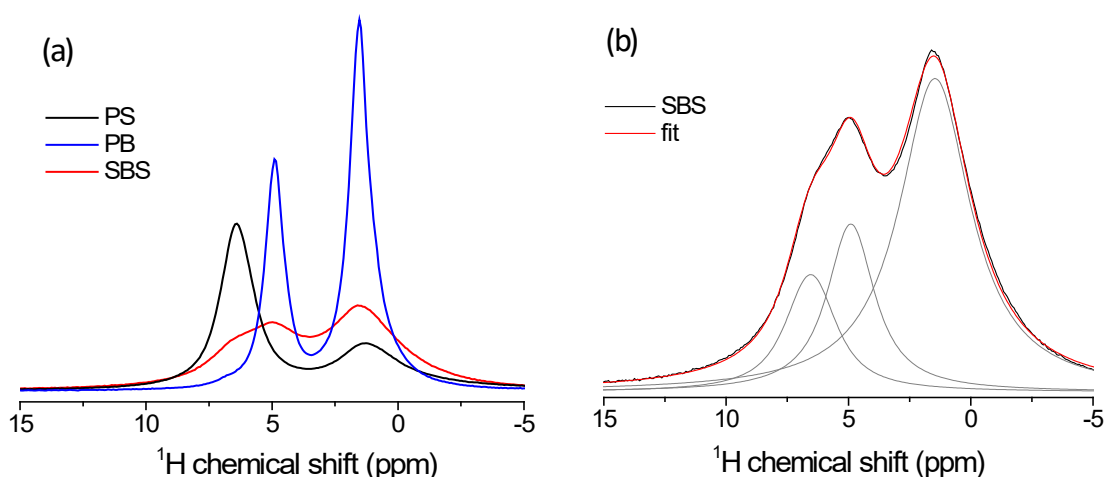 (a)
PS
PB
SBS
15 10 5 0 -5
¹H chemical shift (ppm)
(b)
SBS
fit
15 10 5 0 -5
¹H chemical shift (ppm)